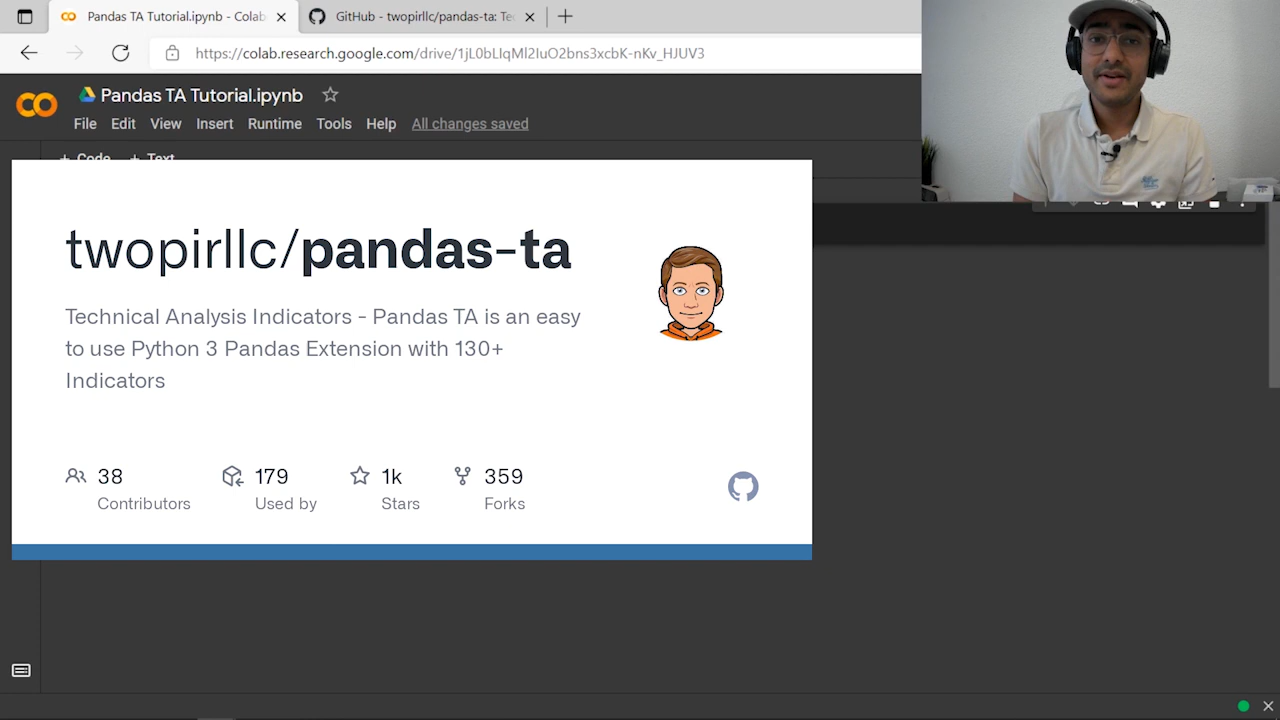 Pandas TA Tutorial.ipynb - Colab
GitHub - twopirllc/pandas-ta: Te
https://colab.research.google.com/drive/1jL0bLIqMl2IuO2bns3xcbK-nKv_HJUV3
Pandas TA Tutorial.ipynb
File Edit View Insert Runtime Tools Help All changes saved
+ Code + Text
twopirllc/pandas-ta
Technical Analysis Indicators - Pandas TA is an easy
to use Python 3 Pandas Extension with 130+
Indicators
38 179 1k 359
Contributors Used by Stars Forks